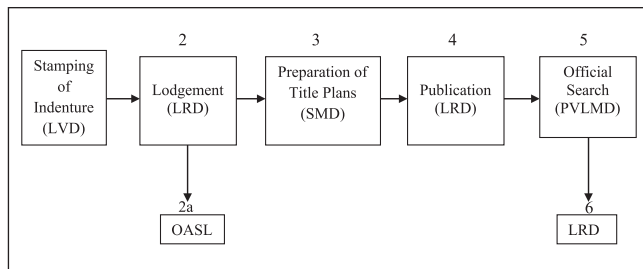 2
3
4
5
Stamping
of
Indenture
(LVD)
Lodgement
(LRD)
Preparation of
Title Plans
(SMD)
Publication
(LRD)
Official
Search
(PVLMD)
2a
OASL
6
LRD